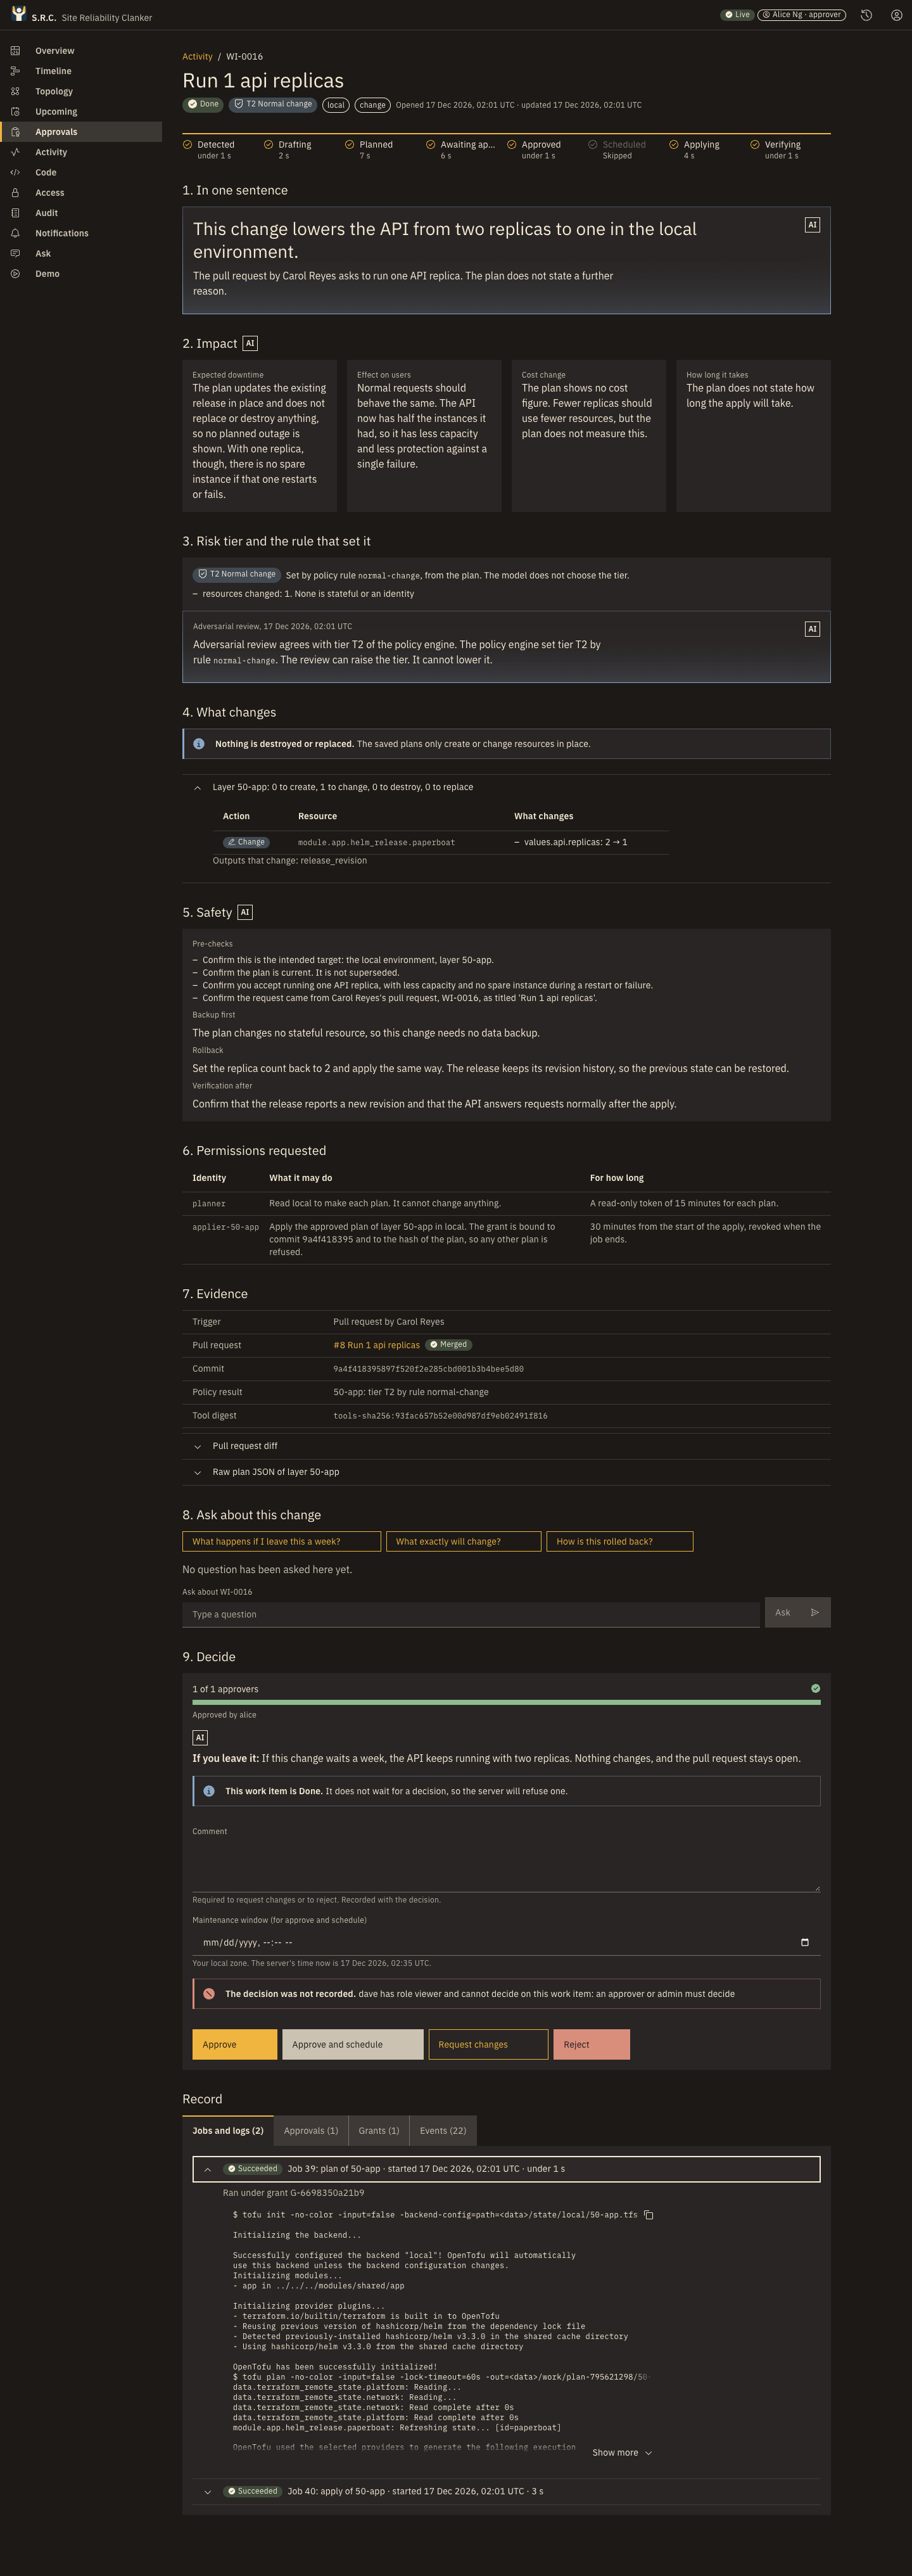 S.R.C. Site Reliability Clanker
Live
Alice Ng · approver
Overview
Timeline
Topology
Upcoming
Approvals
Activity
Code
Access
Audit
Notifications
Ask
Demo
Activity / WI-0016
Run 1 api replicas
Done
T2 Normal change
local
change
Opened 17 Dec 2026, 02:01 UTC · updated 17 Dec 2026, 02:01 UTC
Detected
under 1 s
Drafting
2 s
Planned
7 s
Awaiting ap...
6 s
Approved
under 1 s
Scheduled
Skipped
Applying
4 s
Verifying
under 1 s
1. In one sentence
This change lowers the API from two replicas to one in the local
environment.
AI
The pull request by Carol Reyes asks to run one API replica. The plan does not state a further
reason.
2. Impact AI
Expected downtime
The plan updates the existing
release in place and does not
replace or destroy anything,
so no planned outage is
shown. With one replica,
though, there is no spare
instance if that one restarts
or fails.
Effect on users
Normal requests should
behave the same. The API
now has half the instances it
had, so it has less capacity
and less protection against a
single failure.
Cost change
The plan shows no cost
figure. Fewer replicas should
use fewer resources, but the
plan does not measure this.
How long it takes
The plan does not state how
long the apply will take.
3. Risk tier and the rule that set it
T2 Normal change Set by policy rule normal-change, from the plan. The model does not choose the tier.
– resources changed: 1. None is stateful or an identity
Adversarial review, 17 Dec 2026, 02:01 UTC
AI
Adversarial review agrees with tier T2 of the policy engine. The policy engine set tier T2 by
rule normal-change. The review can raise the tier. It cannot lower it.
4. What changes
Nothing is destroyed or replaced. The saved plans only create or change resources in place.
Layer 50-app: 0 to create, 1 to change, 0 to destroy, 0 to replace
Action Resource What changes
Change module.app.helm_release.paperboat – values.api.replicas: 2 → 1
Outputs that change: release_revision
5. Safety AI
Pre-checks
– Confirm this is the intended target: the local environment, layer 50-app.
– Confirm the plan is current. It is not superseded.
– Confirm you accept running one API replica, with less capacity and no spare instance during a restart or failure.
– Confirm the request came from Carol Reyes's pull request, WI-0016, as titled 'Run 1 api replicas'.
Backup first
The plan changes no stateful resource, so this change needs no data backup.
Rollback
Set the replica count back to 2 and apply the same way. The release keeps its revision history, so the previous state can be restored.
Verification after
Confirm that the release reports a new revision and that the API answers requests normally after the apply.
6. Permissions requested
Identity What it may do For how long
planner Read local to make each plan. It cannot change anything. A read-only token of 15 minutes for each plan.
applier-50-app Apply the approved plan of layer 50-app in local. The grant is bound to
commit 9a4f418395 and to the hash of the plan, so any other plan is
refused.
30 minutes from the start of the apply, revoked when the
job ends.
7. Evidence
Trigger Pull request by Carol Reyes
Pull request #8 Run 1 api replicas Merged
Commit 9a4f418395897f520f2e285cbd001b3b4bee5d80
Policy result 50-app: tier T2 by rule normal-change
Tool digest tools-sha256:93fac657b52e00d987df9eb02491f816
Pull request diff
Raw plan JSON of layer 50-app
8. Ask about this change
What happens if I leave this a week?
What exactly will change?
How is this rolled back?
No question has been asked here yet.
Ask about WI-0016
Type a question
Ask
9. Decide
1 of 1 approvers
Approved by alice
AI
If you leave it: If this change waits a week, the API keeps running with two replicas. Nothing changes, and the pull request stays open.
This work item is Done. It does not wait for a decision, so the server will refuse one.
Comment
Required to request changes or to reject. Recorded with the decision.
Maintenance window (for approve and schedule)
mm/dd/yyyy, --:-- --
Your local zone. The server's time now is 17 Dec 2026, 02:35 UTC.
The decision was not recorded. dave has role viewer and cannot decide on this work item: an approver or admin must decide
Approve
Approve and schedule
Request changes
Reject
Record
Jobs and logs (2)
Approvals (1)
Grants (1)
Events (22)
Succeeded Job 39: plan of 50-app · started 17 Dec 2026, 02:01 UTC · under 1 s
Ran under grant G-6698350a21b9
$ tofu init -no-color -input=false -backend-config=path=<data>/state/local/50-app.tfs
Initializing the backend...
Successfully configured the backend "local"! OpenTofu will automatically
use this backend unless the backend configuration changes.
Initializing modules...
- app in ../../../modules/shared/app
Initializing provider plugins...
- terraform.io/builtin/terraform is built in to OpenTofu
- Reusing previous version of hashicorp/helm from the dependency lock file
- Detected previously-installed hashicorp/helm v3.3.0 in the shared cache directory
- Using hashicorp/helm v3.3.0 from the shared cache directory
OpenTofu has been successfully initialized!
$ tofu plan -no-color -input=false -lock-timeout=60s -out=<data>/work/plan-795621298/50-
data.terraform_remote_state.platform: Reading...
data.terraform_remote_state.network: Reading...
data.terraform_remote_state.network: Read complete after 0s
data.terraform_remote_state.platform: Read complete after 0s
module.app.helm_release.paperboat: Refreshing state... [id=paperboat]
OpenTofu used the selected providers to generate the following execution
Show more
Succeeded Job 40: apply of 50-app · started 17 Dec 2026, 02:01 UTC · 3 s